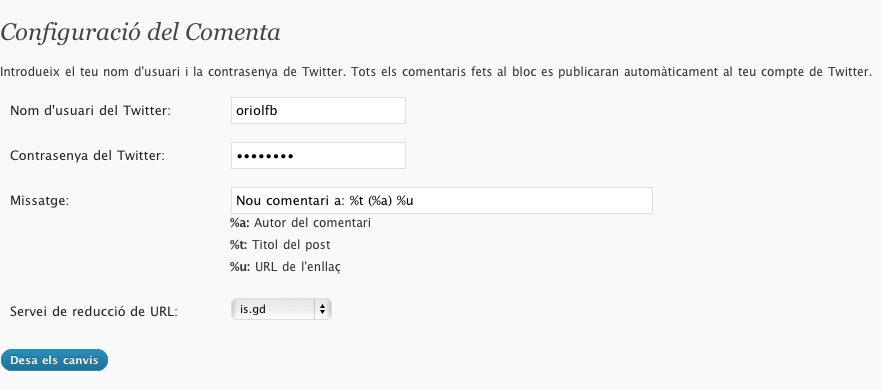 Configuració del Comenta
Introdueix el teu nom d'usuari i la contrasenya de Twitter. Tots els comentaris fets al bloc es publicaran automàticament al teu compte de Twitter.
Nom d'usuari del Twitter: oriolfb
Contrasenya del Twitter: ••••••••
Missatge: Nou comentari a: %t (%a) %u
%a: Autor del comentari
%t: Titol del post
%u: URL de l'enllaç
Servei de reducció de URL: is.gd
Desa els canvis